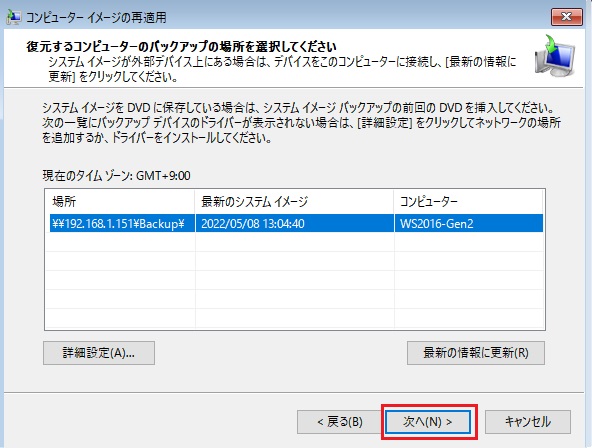 コンピューター イメージの再適用
復元するコンピューターのバックアップの場所を選択してください
システム イメージが外部デバイス上にある場合は、デバイスをこのコンピューターに接続し、[最新の情報に
更新] をクリックしてください。
システム イメージを DVD に保存している場合は、システム イメージ バックアップの前回の DVD を挿入してください。
次の一覧にバックアップ デバイスのドライバーが表示されない場合は、[詳細設定] をクリックしてネットワークの場所
を追加するか、ドライバーをインストールしてください。
現在のタイム ゾーン: GMT+9:00
場所 最新のシステム イメージ コンピューター
¥¥192.168.1.151¥Backup¥ 2022/05/08 13:04:40 WS2016-Gen2
詳細設定(A)... 最新の情報に更新(R)
< 戻る(B) 次へ(N) > キャンセル